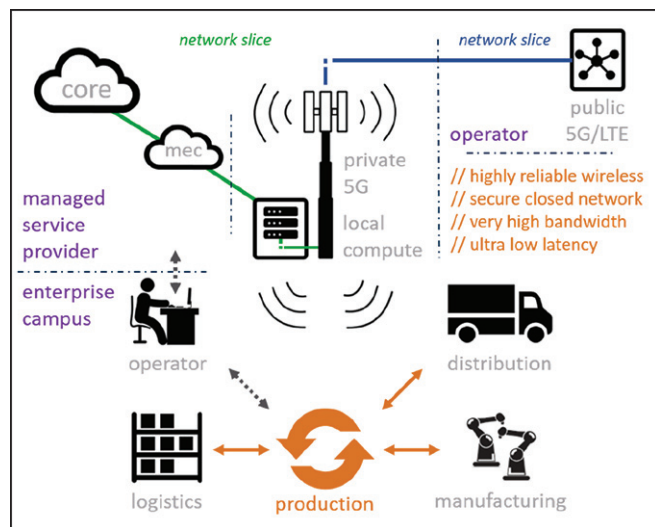 network slice
network slice
core
mec
public
5G/LTE
operator
private
5G
// highly reliable wireless
// secure closed network
// very high bandwidth
// ultra low latency
managed
service
provider
local
compute
enterprise
campus
operator
distribution
logistics
production
manufacturing